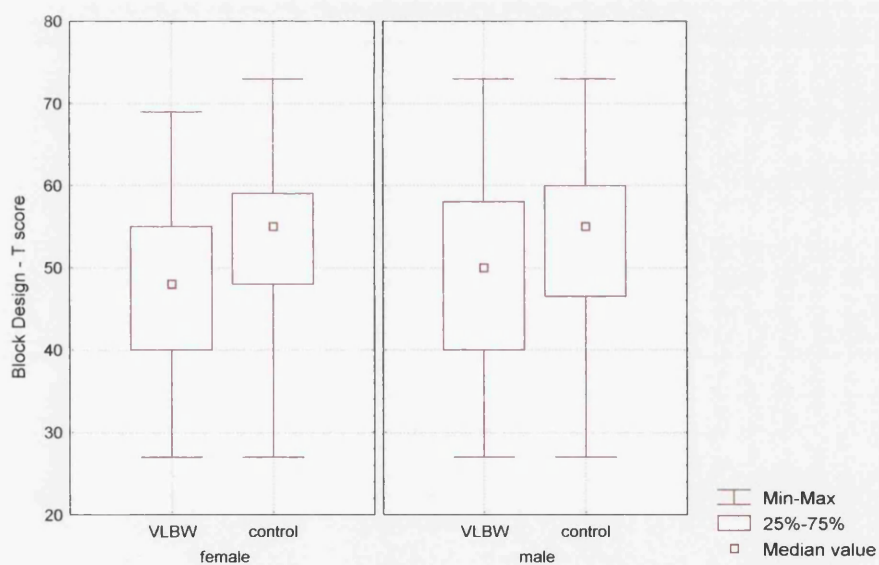 80
70
60
50
40
30
20
Block Design - T score
VLBW control
female
VLBW control
male
Min-Max
25%-75%
Median value